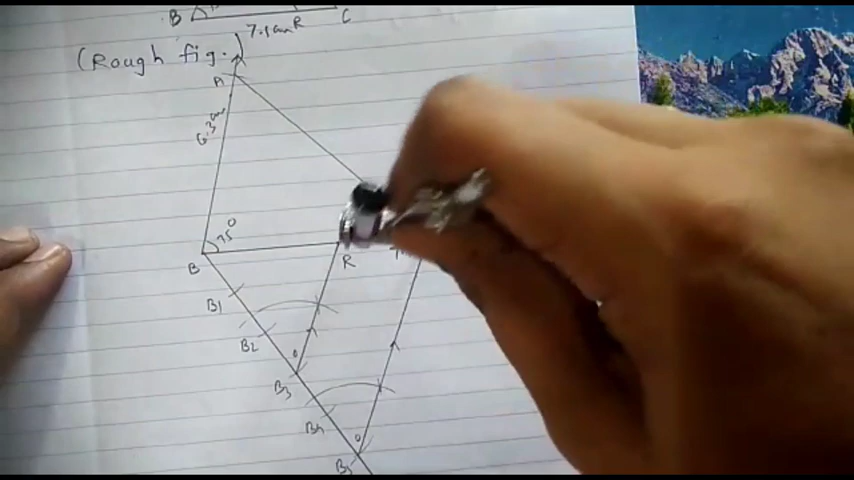 B C
7.1cm R
(Rough fig.)
A
6.3cm
75°
B
R
B1
B2
B3
B4
B5